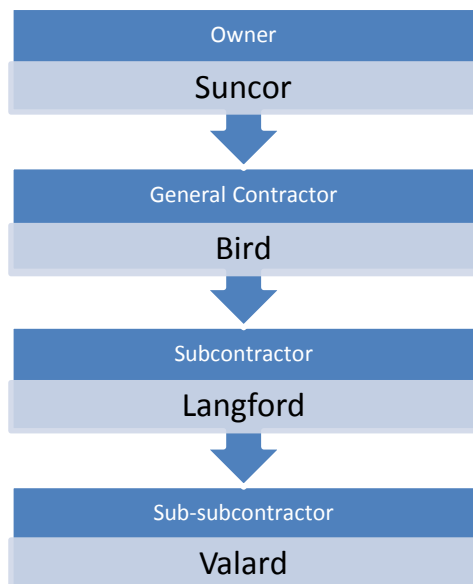 Owner
Suncor
General Contractor
Bird
Subcontractor
Langford
Sub-subcontractor
Valard